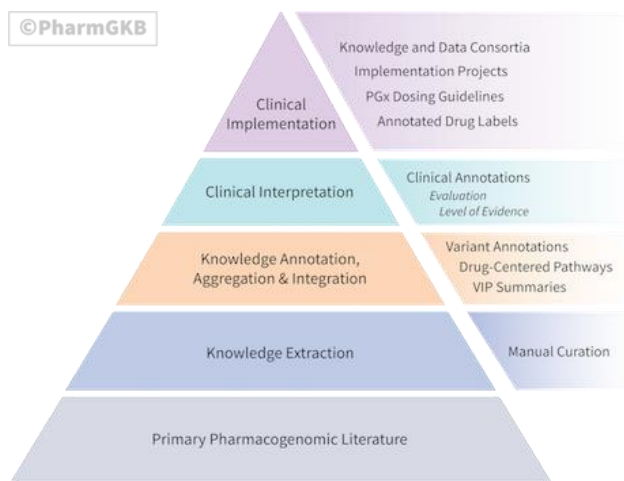 ©PharmGKB
Clinical
Implementation
Knowledge and Data Consortia
Implementation Projects
PGx Dosing Guidelines
Annotated Drug Labels
Clinical Interpretation
Clinical Annotations
Evaluation
Level of Evidence
Knowledge Annotation,
Aggregation & Integration
Variant Annotations
Drug-Centered Pathways
VIP Summaries
Knowledge Extraction
Manual Curation
Primary Pharmacogenomic Literature